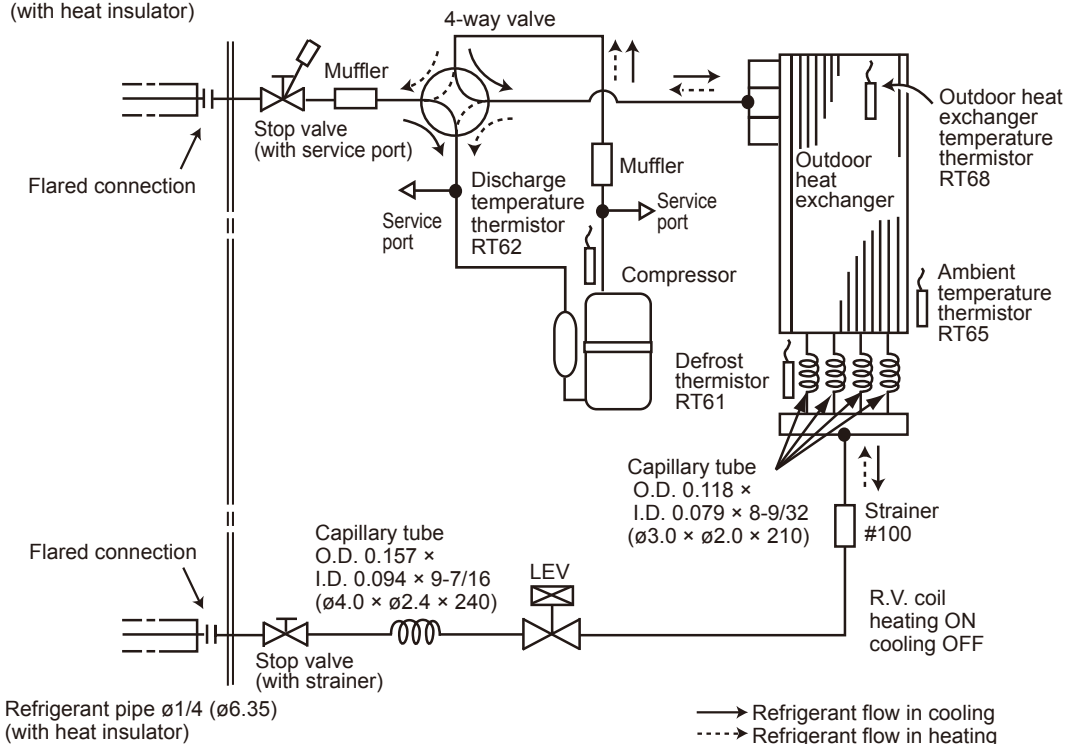 (with heat insulator)
4-way valve
Muffler
Stop valve
(with service port)
Flared connection
Service
port
Discharge
temperature
thermistor
RT62
Muffler
Service
port
Compressor
Outdoor
heat
exchanger
Outdoor heat
exchanger
temperature
thermistor
RT68
Ambient
temperature
thermistor
RT65
Defrost
thermistor
RT61
Capillary tube
O.D. 0.118 ×
I.D. 0.079 × 8-9/32
(ø3.0 × ø2.0 × 210)
Strainer
#100
Flared connection
Capillary tube
O.D. 0.157 ×
I.D. 0.094 × 9-7/16
(ø4.0 × ø2.4 × 240)
LEV
R.V. coil
heating ON
cooling OFF
Stop valve
(with strainer)
Refrigerant pipe ø1/4 (ø6.35)
(with heat insulator)
Refrigerant flow in cooling
Refrigerant flow in heating